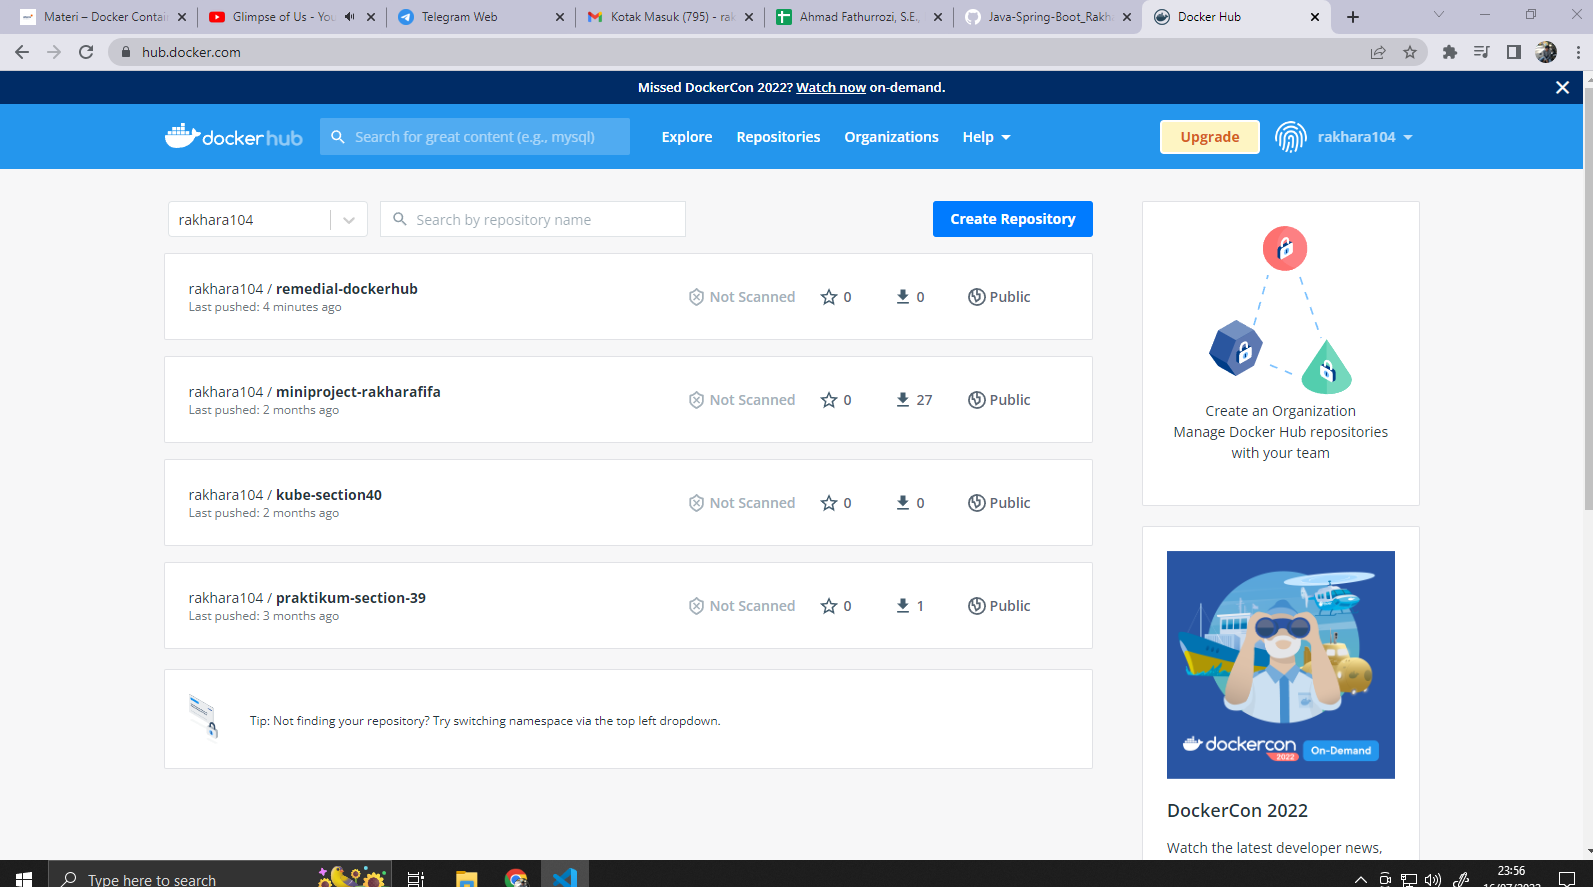 Materi – Docker Contai
Glimpse of Us - You
Telegram Web
Kotak Masuk (795) - rak
Ahmad Fathurrozi, S.E.,
Java-Spring-Boot_Rakha
Docker Hub
hub.docker.com
Missed DockerCon 2022? Watch now on-demand.
docker hub
Search for great content (e.g., mysql)
Explore
Repositories
Organizations
Help
Upgrade
rakhara104
rakhara104
Search by repository name
Create Repository
rakhara104 / remedial-dockerhub
Last pushed: 4 minutes ago
Not Scanned
0
0
Public
rakhara104 / miniproject-rakharafifa
Last pushed: 2 months ago
Not Scanned
0
27
Public
rakhara104 / kube-section40
Last pushed: 2 months ago
Not Scanned
0
0
Public
rakhara104 / praktikum-section-39
Last pushed: 3 months ago
Not Scanned
0
1
Public
Tip: Not finding your repository? Try switching namespace via the top left dropdown.
Create an Organization
Manage Docker Hub repositories
with your team
dockercon
2022
On-Demand
DockerCon 2022
Watch the latest developer news,
Type here to search
23:56
16/07/2022